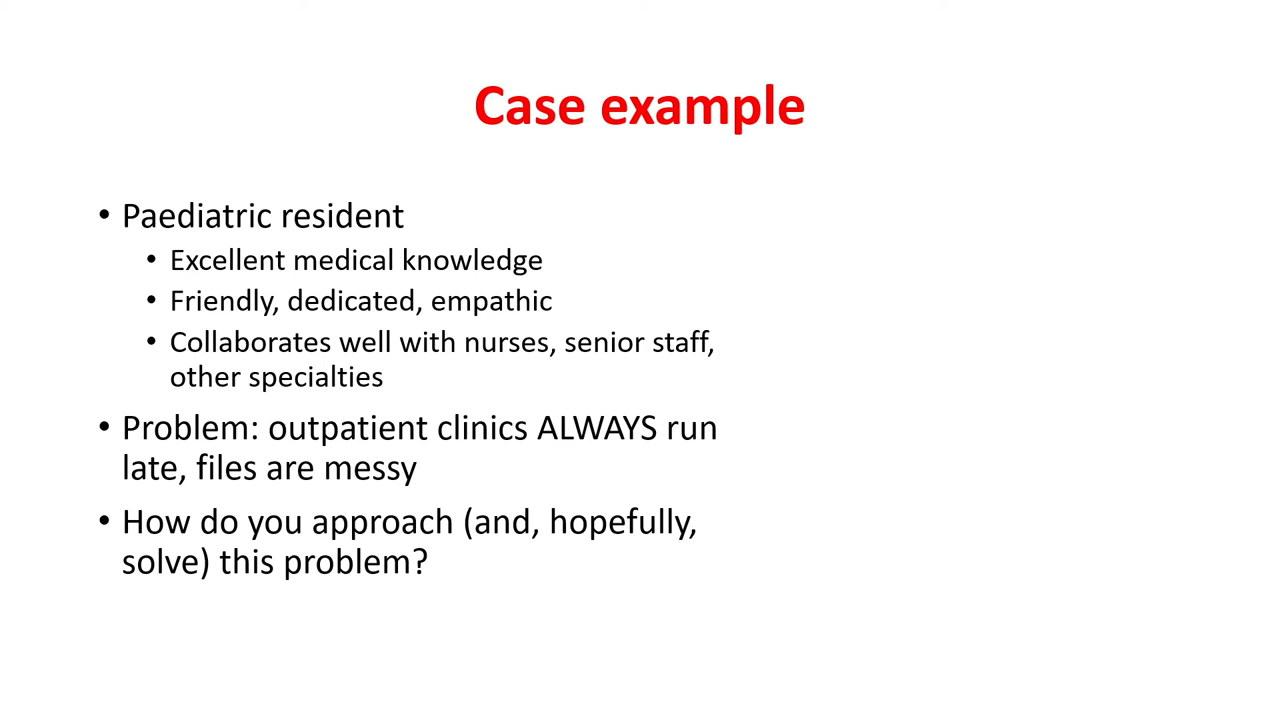 Case example
• Paediatric resident
• Excellent medical knowledge
• Friendly, dedicated, empathic
• Collaborates well with nurses, senior staff,
other specialties
• Problem: outpatient clinics ALWAYS run
late, files are messy
• How do you approach (and, hopefully,
solve) this problem?